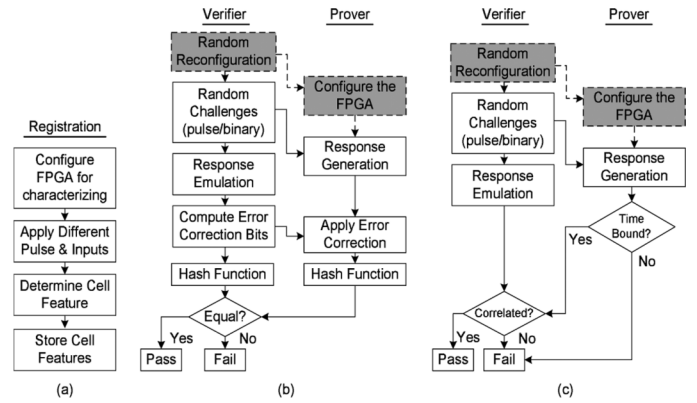 Registration
Configure
FPGA for
characterizing
Apply Different
Pulse & Inputs
Determine Cell
Feature
Store Cell
Features
(a)
Verifier
Prover
Random
Reconfiguration
Configure the
FPGA
Random
Challenges
(pulse/binary)
Response
Generation
Response
Emulation
Compute Error
Correction Bits
Apply Error
Correction
Hash Function
Hash Function
Equal?
Yes
No
Pass
Fail
(b)
Verifier
Prover
Random
Reconfiguration
Configure the
FPGA
Random
Challenges
(pulse/binary)
Response
Generation
Response
Emulation
Time
Bound?
Yes
No
Correlated?
Yes
No
Pass
Fail
(c)